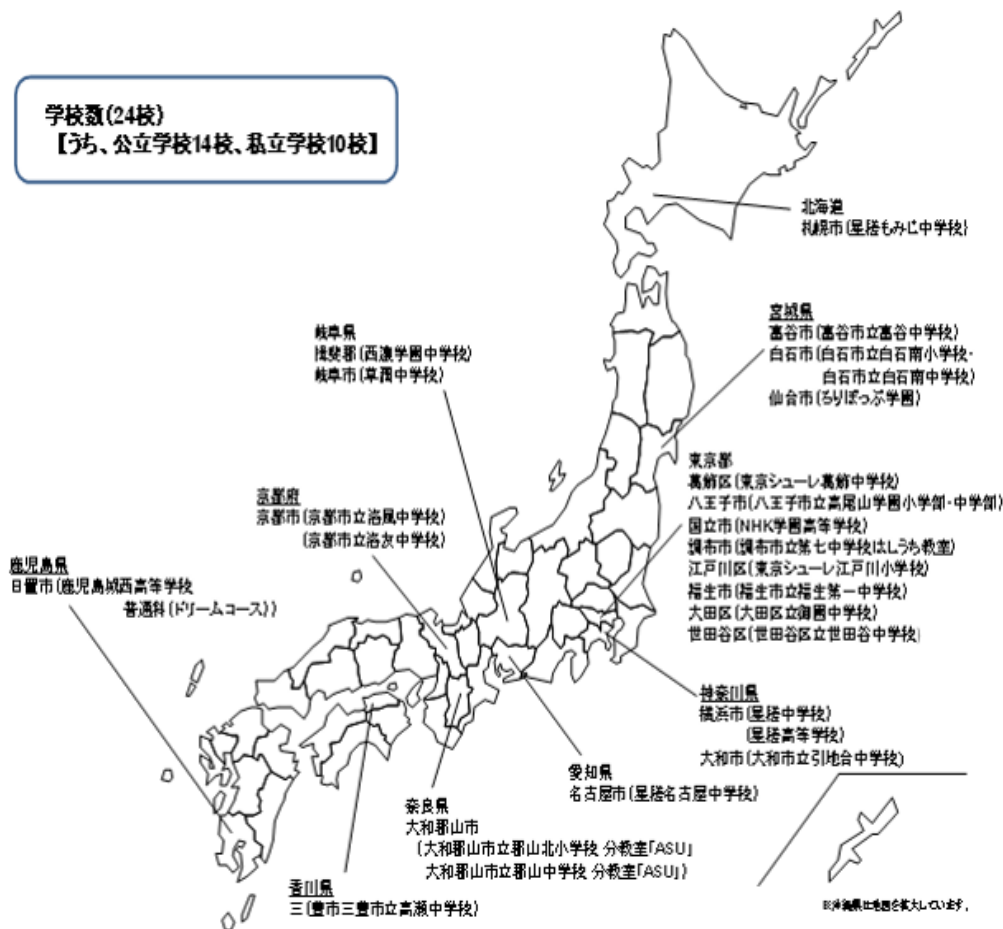 学校数(24校)
【うち、公立学校14校、私立学校10校】
北海道
札幌市(星槎もみじ中学校)
宮城県
富谷市(富谷市立富谷中学校)
白石市(白石市立白石南小学校・
白石市立白石南中学校)
仙台市(ろりぽっぷ学園)
岐阜県
揖斐郡(西濃学園中学校)
岐阜市(草潤中学校)
東京都
葛飾区(東京シューレ葛飾中学校)
八王子市(八王子市立高尾山学園小学部・中学部)
国立市(NHK学園高等学校)
調布市(調布市立第七中学校はしうち教室)
江戸川区(東京シューレ江戸川小学校)
福生市(福生市立福生第一中学校)
大田区(大田区立御園中学校)
世田谷区(世田谷区立世田谷中学校)
京都府
京都市(京都市立洛風中学校)
(京都市立洛友中学校)
鹿児島県
日置市(鹿児島城西高等学校
普通科(ドリームコース))
神奈川県
横浜市(星槎中学校)
(星槎高等学校)
大和市(大和市立引地台中学校)
愛知県
名古屋市(星槎名古屋中学校)
奈良県
大和郡山市
(大和郡山市立郡山北小学校 分教室「ASU」
大和郡山市立郡山中学校 分教室「ASU」)
香川県
三(豊市三豊市立高瀬中学校)
※沖縄県は地図を拡大しています。